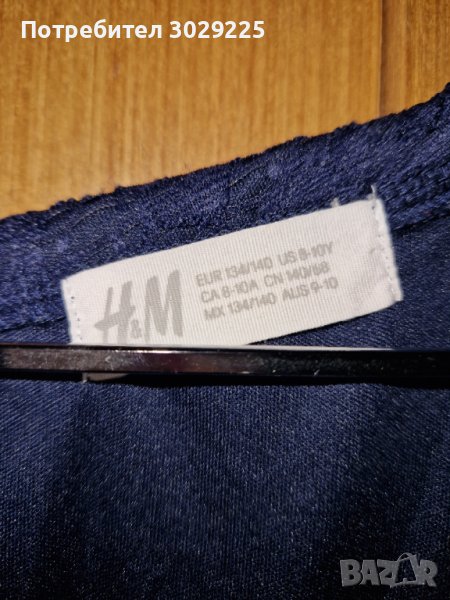 Потребител 3029225
H&M
EUR 134/140 US 8-10Y
CA 8-10A CN 140/68
MX 134/140 AUS 9-10
BAZAR